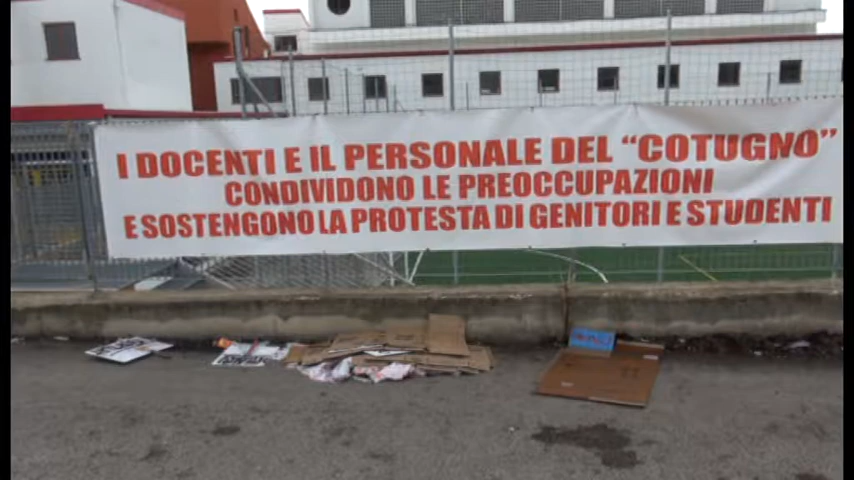 I DOCENTI E IL PERSONALE DEL “COTUGNO”
CONDIVIDONO LE PREOCCUPAZIONI
E SOSTENGONO LA PROTESTA DI GENITORI E STUDENTI